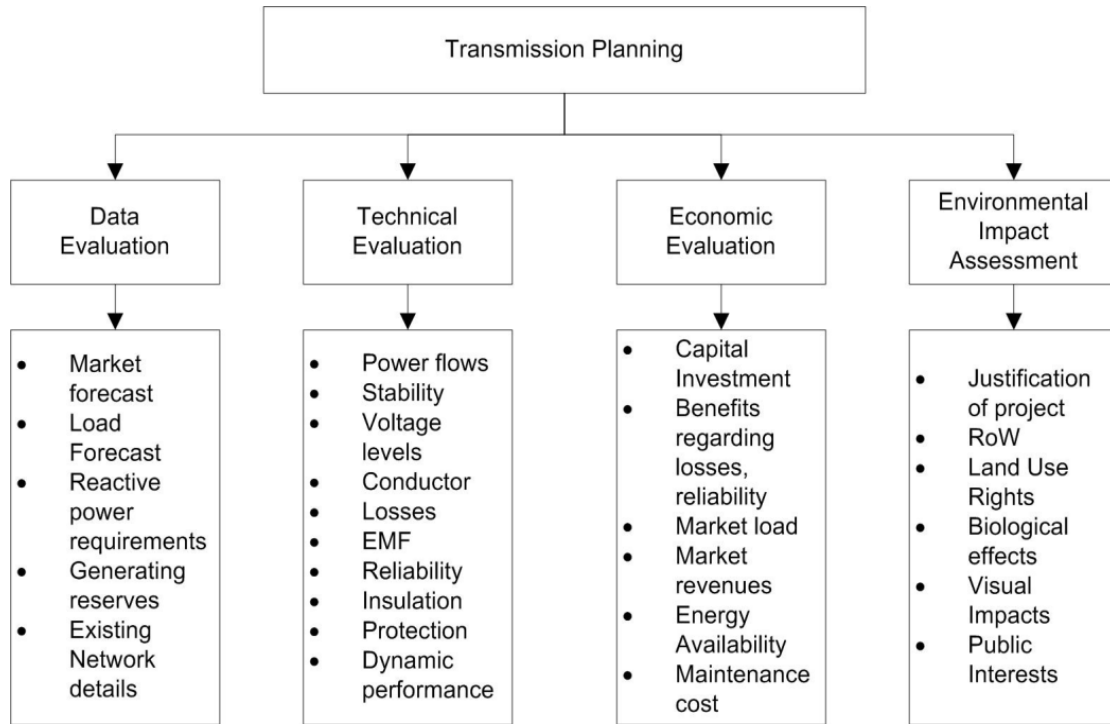 Transmission Planning
Data
Evaluation
Technical
Evaluation
Economic
Evaluation
Environmental
Impact
Assessment
• Market
forecast
• Load
Forecast
• Reactive
power
requirements
• Generating
reserves
• Existing
Network
details
• Power flows
• Stability
• Voltage
levels
• Conductor
• Losses
• EMF
• Reliability
• Insulation
• Protection
• Dynamic
performance
• Capital
Investment
• Benefits
regarding
losses,
reliability
• Market load
• Market
revenues
• Energy
Availability
• Maintenance
cost
• Justification
of project
• RoW
• Land Use
Rights
• Biological
effects
• Visual
Impacts
• Public
Interests